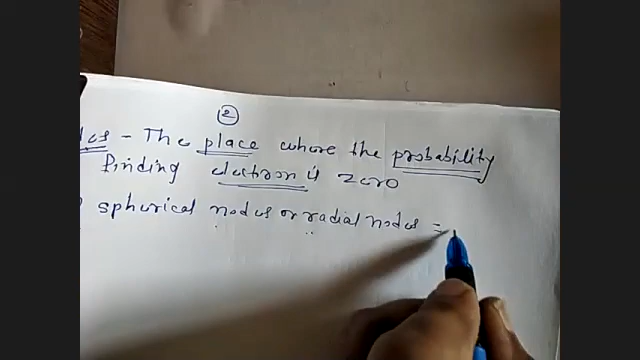 2
- The place where the probability
finding electron is zero
spherical nodes or radial nodes =